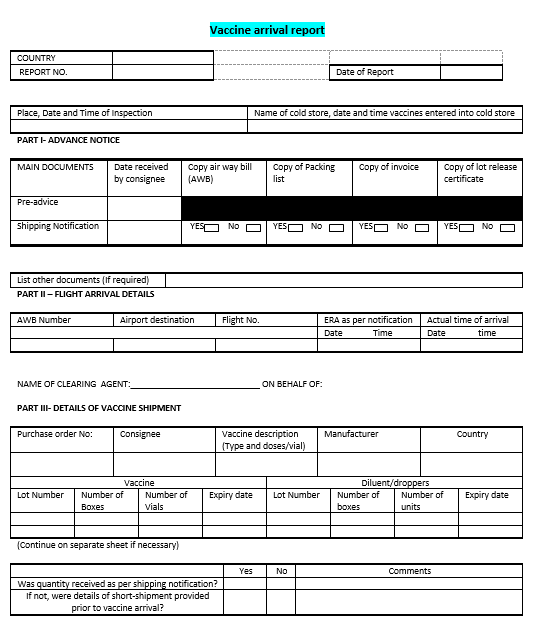 Vaccine arrival report
COUNTRY
REPORT NO. Date of Report
Place, Date and Time of Inspection Name of cold store, date and time vaccines entered into cold store
PART I- ADVANCE NOTICE
MAIN DOCUMENTS Date received Copy air way bill Copy of Packing Copy of invoice Copy of lot release
by consignee (AWB) list certificate
Pre-advice
Shipping Notification YES No YES No YES No YES No
List other documents (If required)
PART II – FLIGHT ARRIVAL DETAILS
AWB Number Airport destination Flight No. ERA as per notification Actual time of arrival
Date Time Date time
NAME OF CLEARING AGENT: ON BEHALF OF:
PART III- DETAILS OF VACCINE SHIPMENT
Purchase order No: Consignee Vaccine description Manufacturer Country
(Type and doses/vial)
Vaccine Diluent/droppers
Lot Number Number of Number of Expiry date Lot Number Number of Number of Expiry date
Boxes Vials boxes units
(Continue on separate sheet if necessary)
Yes No Comments
Was quantity received as per shipping notification?
If not, were details of short-shipment provided
prior to vaccine arrival?